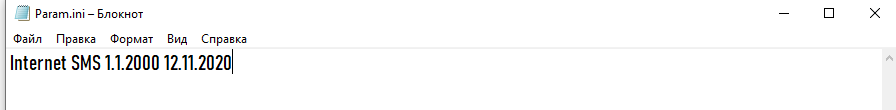 Param.ini – Блокнот
Файл Правка Формат Вид Справка
Internet SMS 1.1.2000 12.11.2020